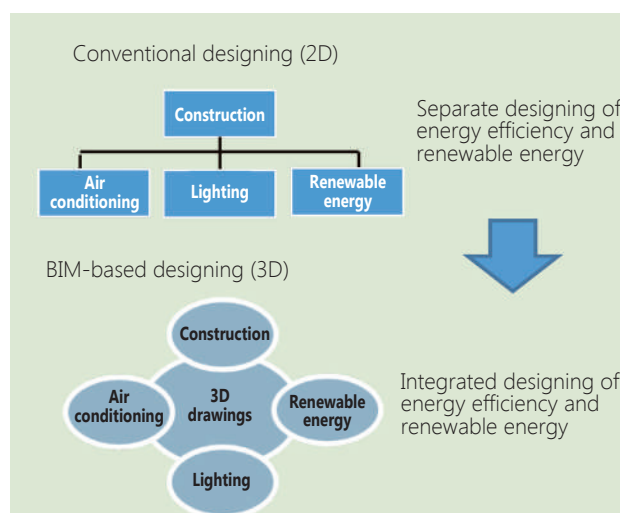 Conventional designing (2D)
Construction
Air
conditioning
Lighting
Renewable
energy
Separate designing of
energy efficiency and
renewable energy
BIM-based designing (3D)
Construction
Air
conditioning
3D
drawings
Renewable
energy
Lighting
Integrated designing of
energy efficiency and
renewable energy